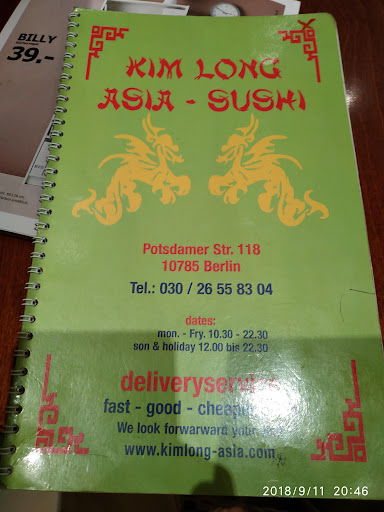 BILLY
39.-
KIM LONG
ASIA - SUSHI
Potsdamer Str. 118
10785 Berlin
Tel.: 030 / 26 55 83 04
dates:
mon. - Fry. 10.30 - 22.30
son & holiday 12.00 bis 22.30
deliveryservice
fast - good - cheaper
We look forwarward your
www.kimlong-asia.com
2018/9/11 20:46